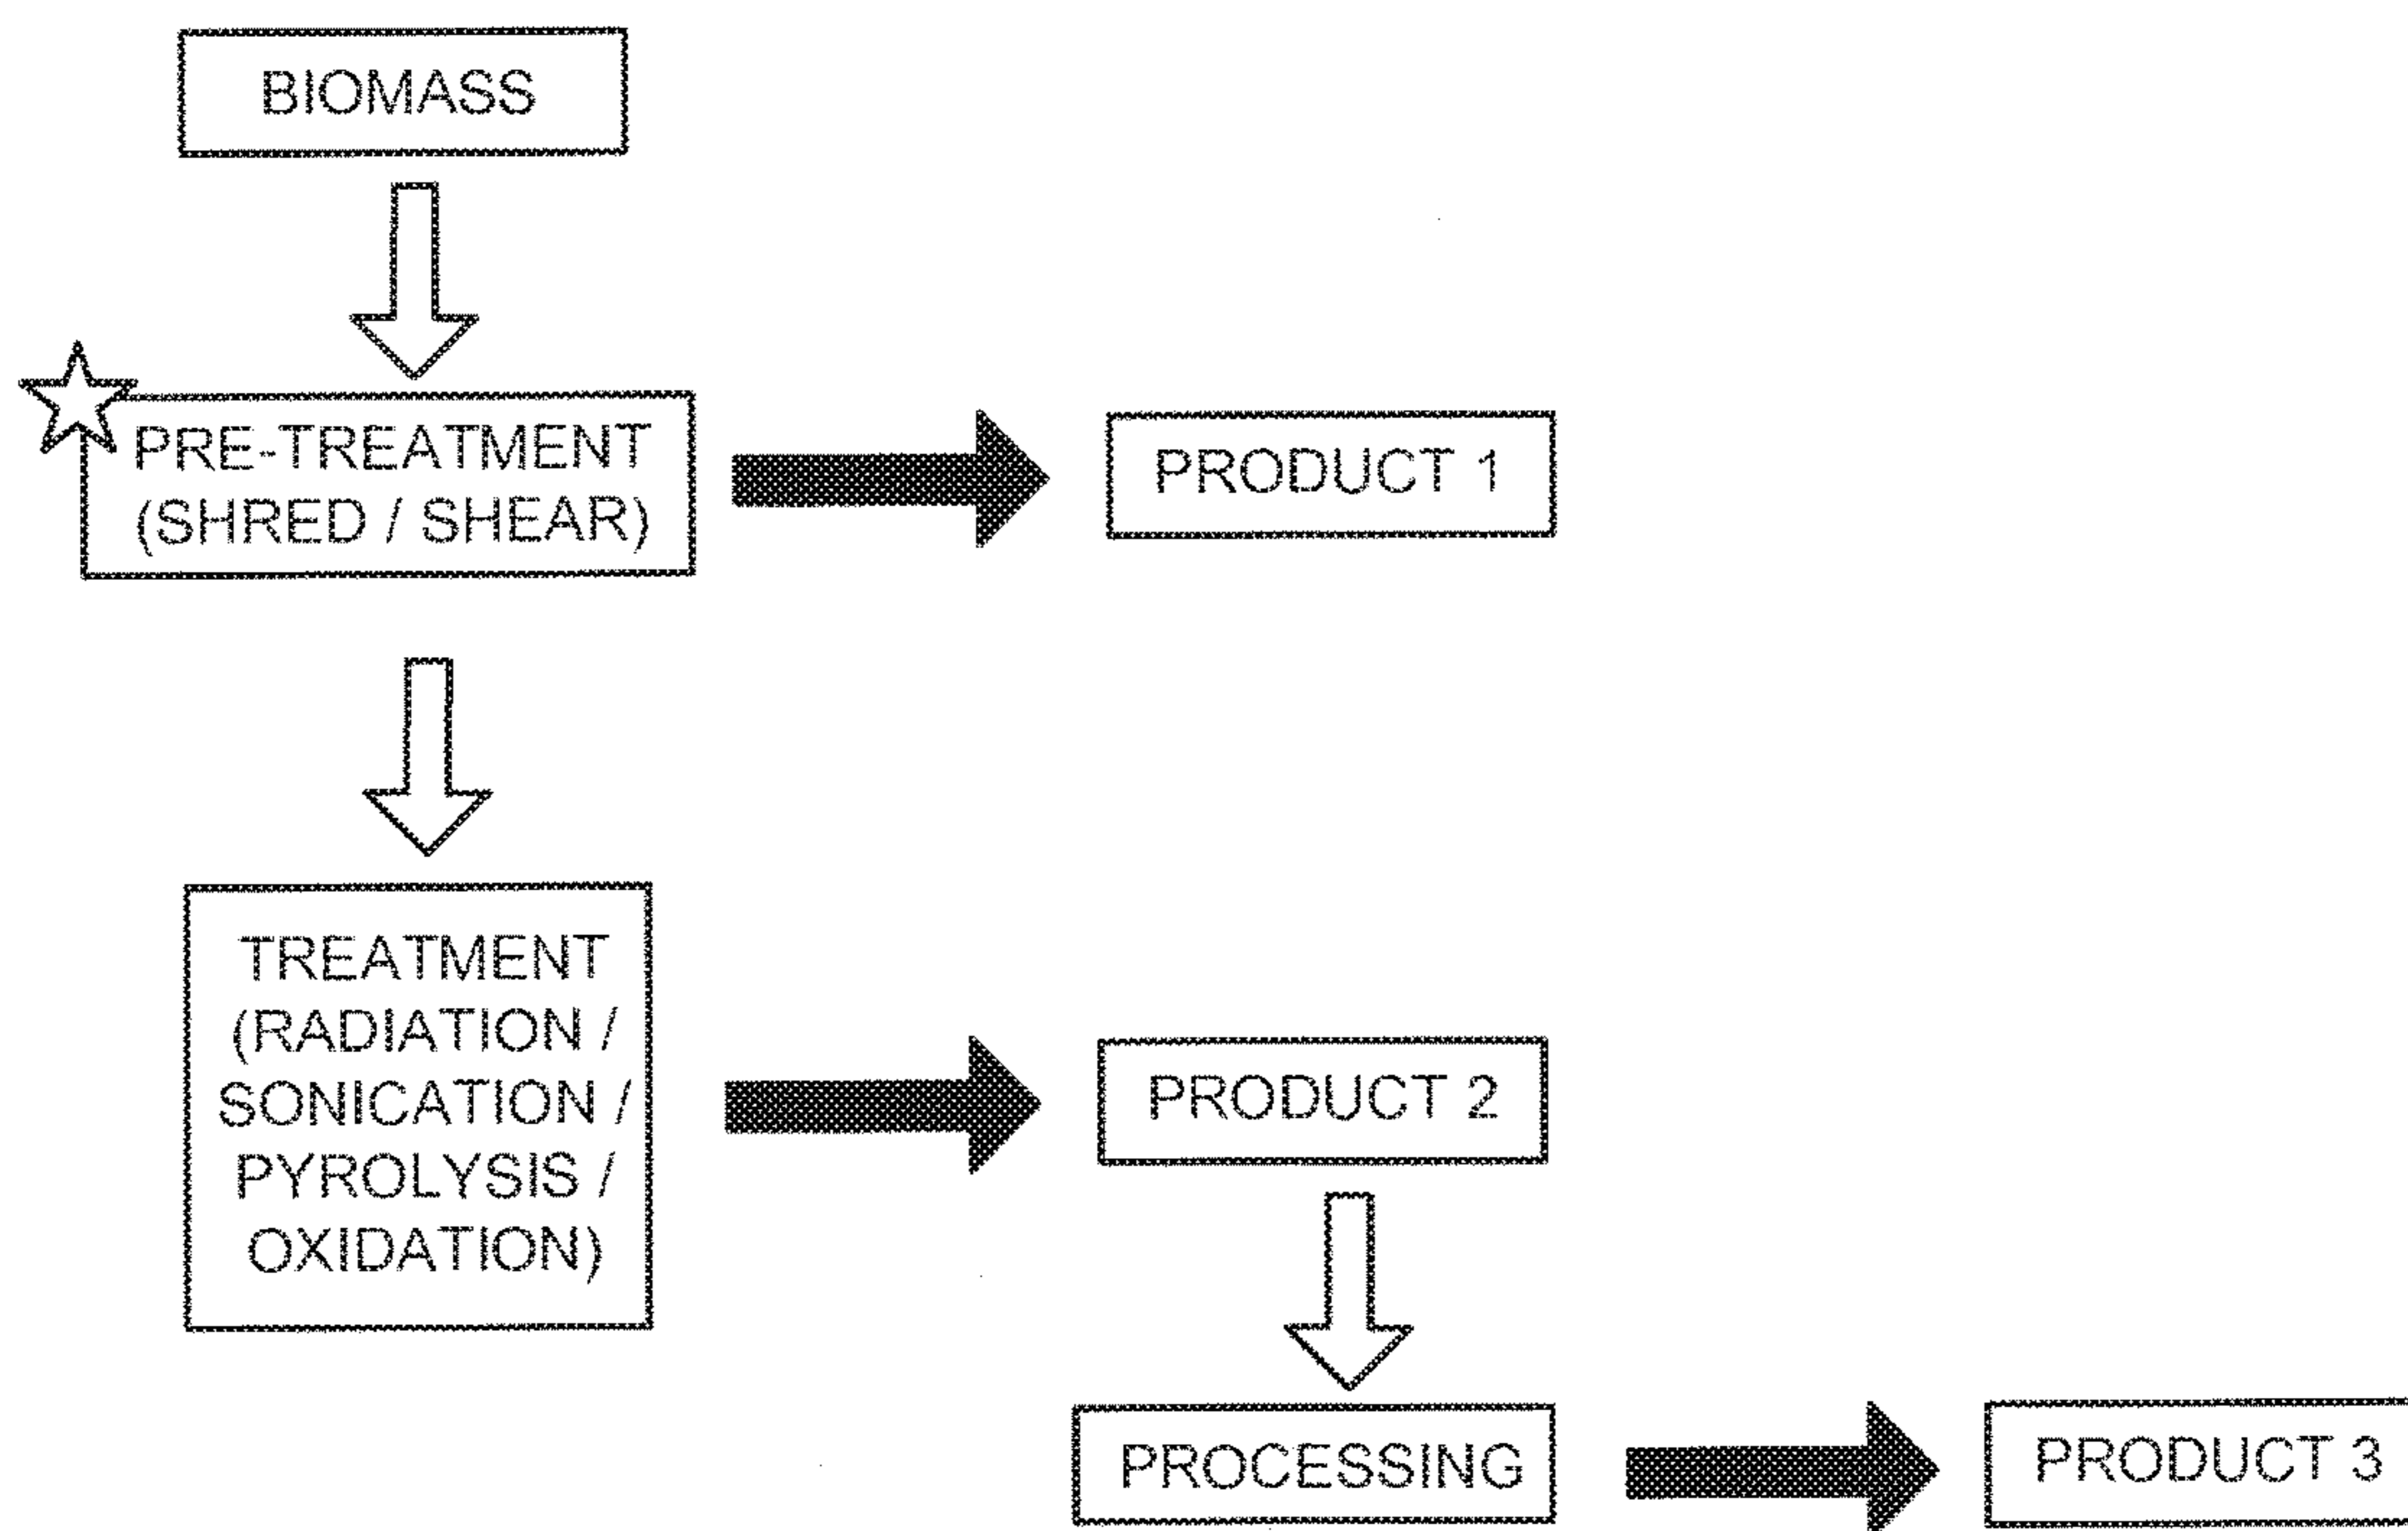 BIOMASS
PRE-TREATMENT
(SHRED / SHEAR)
PRODUCT 1
TREATMENT
(RADIATION /
SONICATION /
PYROLYSIS /
OXIDATION)
PRODUCT 2
PROCESSING
PRODUCT 3